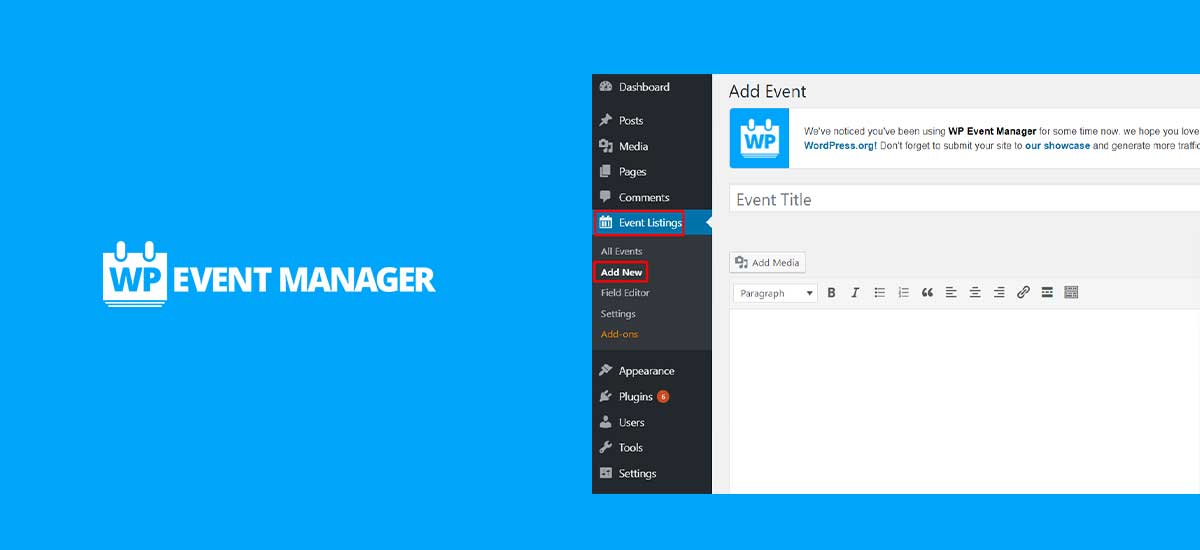 WP EVENT MANAGER
Dashboard
Posts
Media
Pages
Comments
Event Listings
All Events
Add New
Field Editor
Settings
Add-ons
Appearance
Plugins 6
Users
Tools
Settings
Add Event
WP
We've noticed you've been using WP Event Manager for some time now. we hope you love
WordPress.org! Don't forget to submit your site to our showcase and generate more traffic
Event Title
Add Media
Paragraph
B I